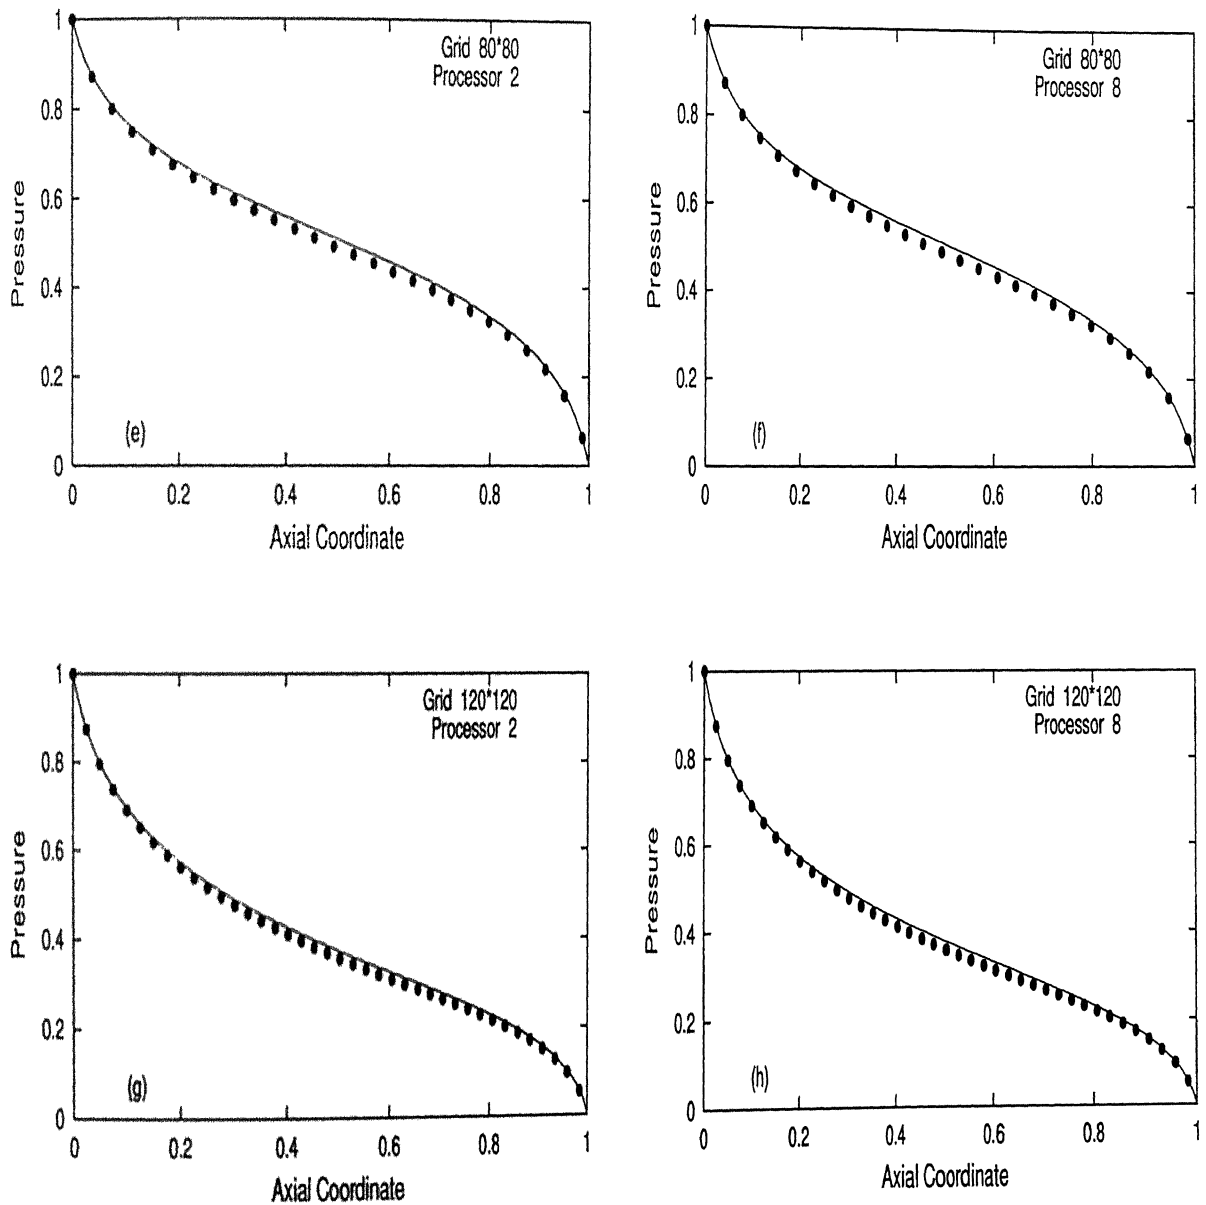 Grid 80*80
Processor 2
1
0.8
0.6
0.4
0.2
0
Pressure
(e)
0 0.2 0.4 0.6 0.8 1
Axial Coordinate
Grid 80*80
Processor 8
1
0.8
0.6
0.4
0.2
0
Pressure
(f)
0 0.2 0.4 0.6 0.8 1
Axial Coordinate
Grid 120*120
Processor 2
1
0.8
0.6
0.4
0.2
0
Pressure
(g)
0 0.2 0.4 0.6 0.8 1
Axial Coordinate
Grid 120*120
Processor 8
1
0.8
0.6
0.4
0.2
0
Pressure
(h)
0 0.2 0.4 0.6 0.8 1
Axial Coordinate